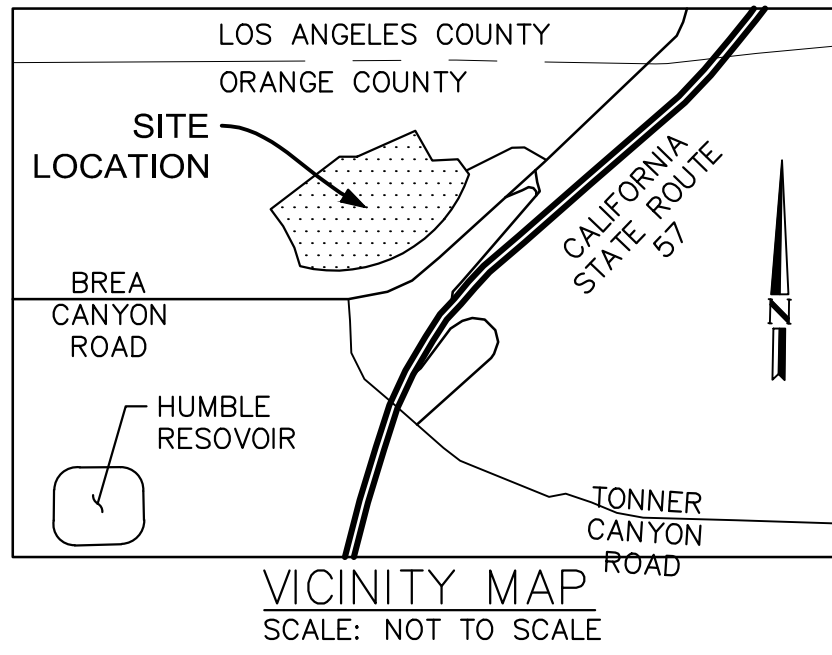 LOS ANGELES COUNTY
ORANGE COUNTY
SITE
LOCATION
CALIFORNIA
STATE ROUTE
57
BREA
CANYON
ROAD
N
HUMBLE
RESOVOIR
TONNER
CANYON
ROAD
VICINITY MAP
SCALE: NOT TO SCALE